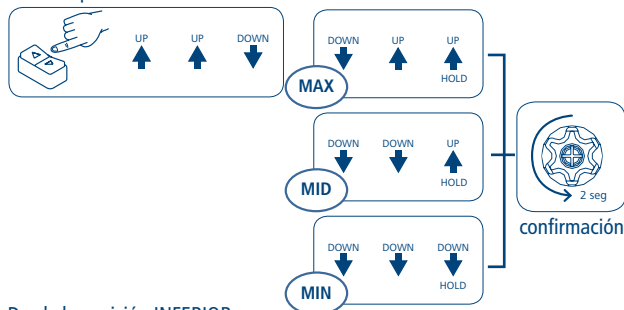 UP UP DOWN
DOWN UP UP
HOLD
MAX
DOWN DOWN UP
HOLD
MID
2 seg
confirmación
DOWN DOWN DOWN
HOLD
MIN